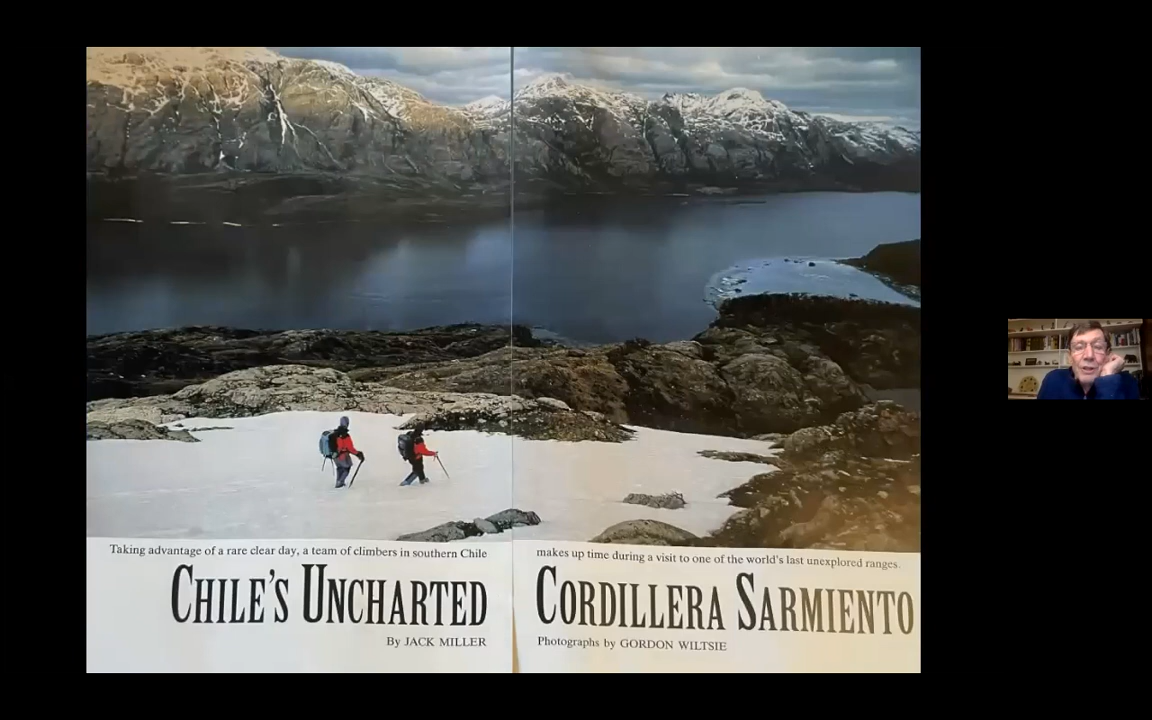 Taking advantage of a rare clear day, a team of climbers in southern Chile makes up time during a visit to one of the world's last unexplored ranges.
CHILE'S UNCHARTED CORDILLERA SARMIENTO
By JACK MILLER
Photographs by GORDON WILTSIE